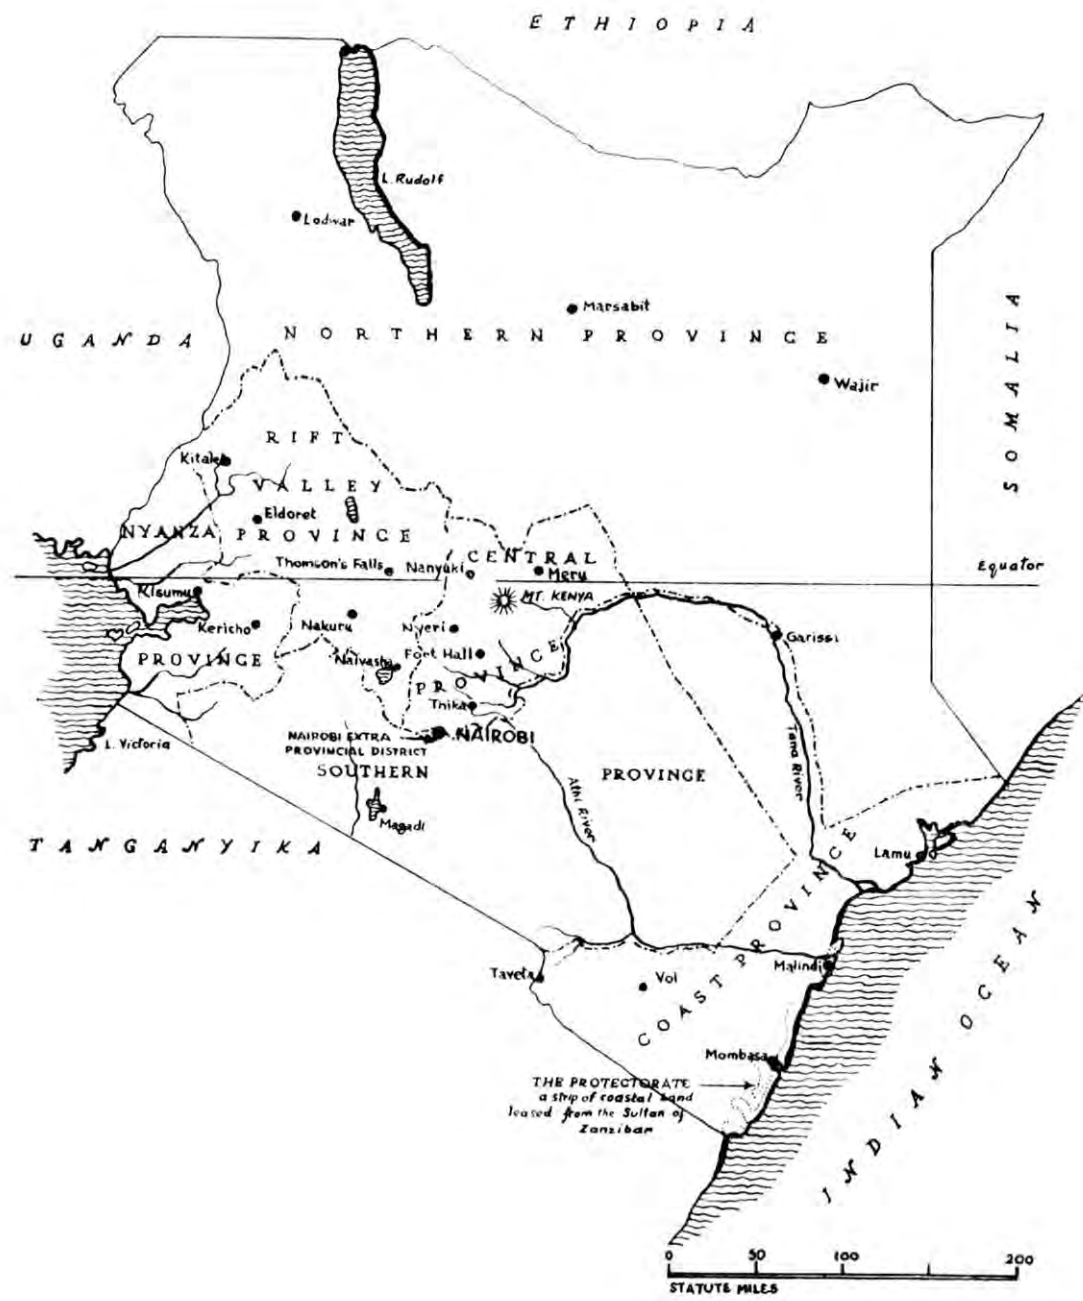 ETHIOPIA
L. Rudolf
Lodwar
Marsabit
UGANDA
NORTHERN PROVINCE
SOMALIA
Wajir
RIFT
Kitale
VALLEY
Eldoret
NYANZA
PROVINCE
CENTRAL
Thomson's Falls
Nanyuki
Meru
Equator
Kisumu
MT. KENYA
Kericho
Nakuru
Nyeri
Garissi
PROVINCE
Naivasha
Fort Hall
PROVINCE
Thika
L. Victoria
NAIROBI EXTRA
PROVINCIAL DISTRICT
NAIROBI
SOUTHERN
PROVINCE
Tana River
Athi River
Magadi
TANGANYIKA
Lamu
COAST PROVINCE
Taveta
Voi
Malindi
INDIAN OCEAN
Mombasa
THE PROTECTORATE
a strip of coastal land
leased from the Sultan of
Zanzibar
0 50 100 200
STATUTE MILES